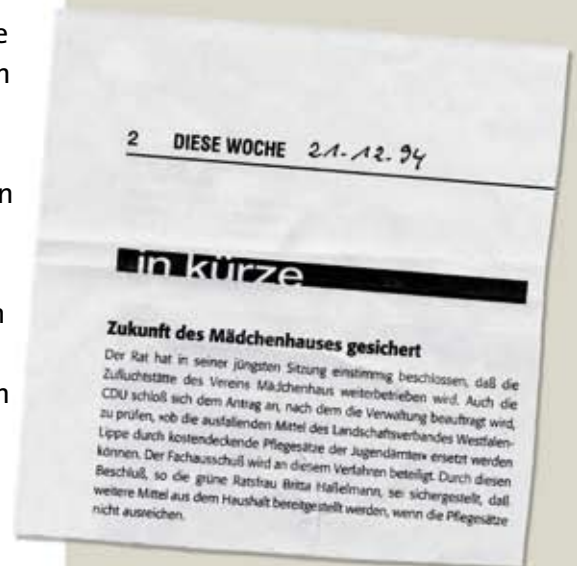 e
n
n
n
n
2 DIESE WOCHE 21.12.94
in kürze
Zukunft des Mädchenhauses gesichert
Der Rat hat in seiner jüngsten Sitzung einstimmig beschlossen, daß die
Zufluchtstätte des Vereins Mädchenhaus weiterbetrieben wird. Auch die
CDU schloß sich dem Antrag an, nach dem die Verwaltung beauftragt wird,
zu prüfen, »ob die ausfallenden Mittel des Landschaftsverbandes Westfalen-
Lippe durch kostendeckende Pflegesätze der Jugendämter« ersetzt werden
können. Der Fachausschuß wird an diesem Verfahren beteiligt. Durch diesen
Beschluß, so die grüne Ratsfrau Britta Haßelmann, sei sichergestellt, daß
weitere Mittel aus dem Haushalt bereitgestellt werden, wenn die Pflegesätze
nicht ausreichen.